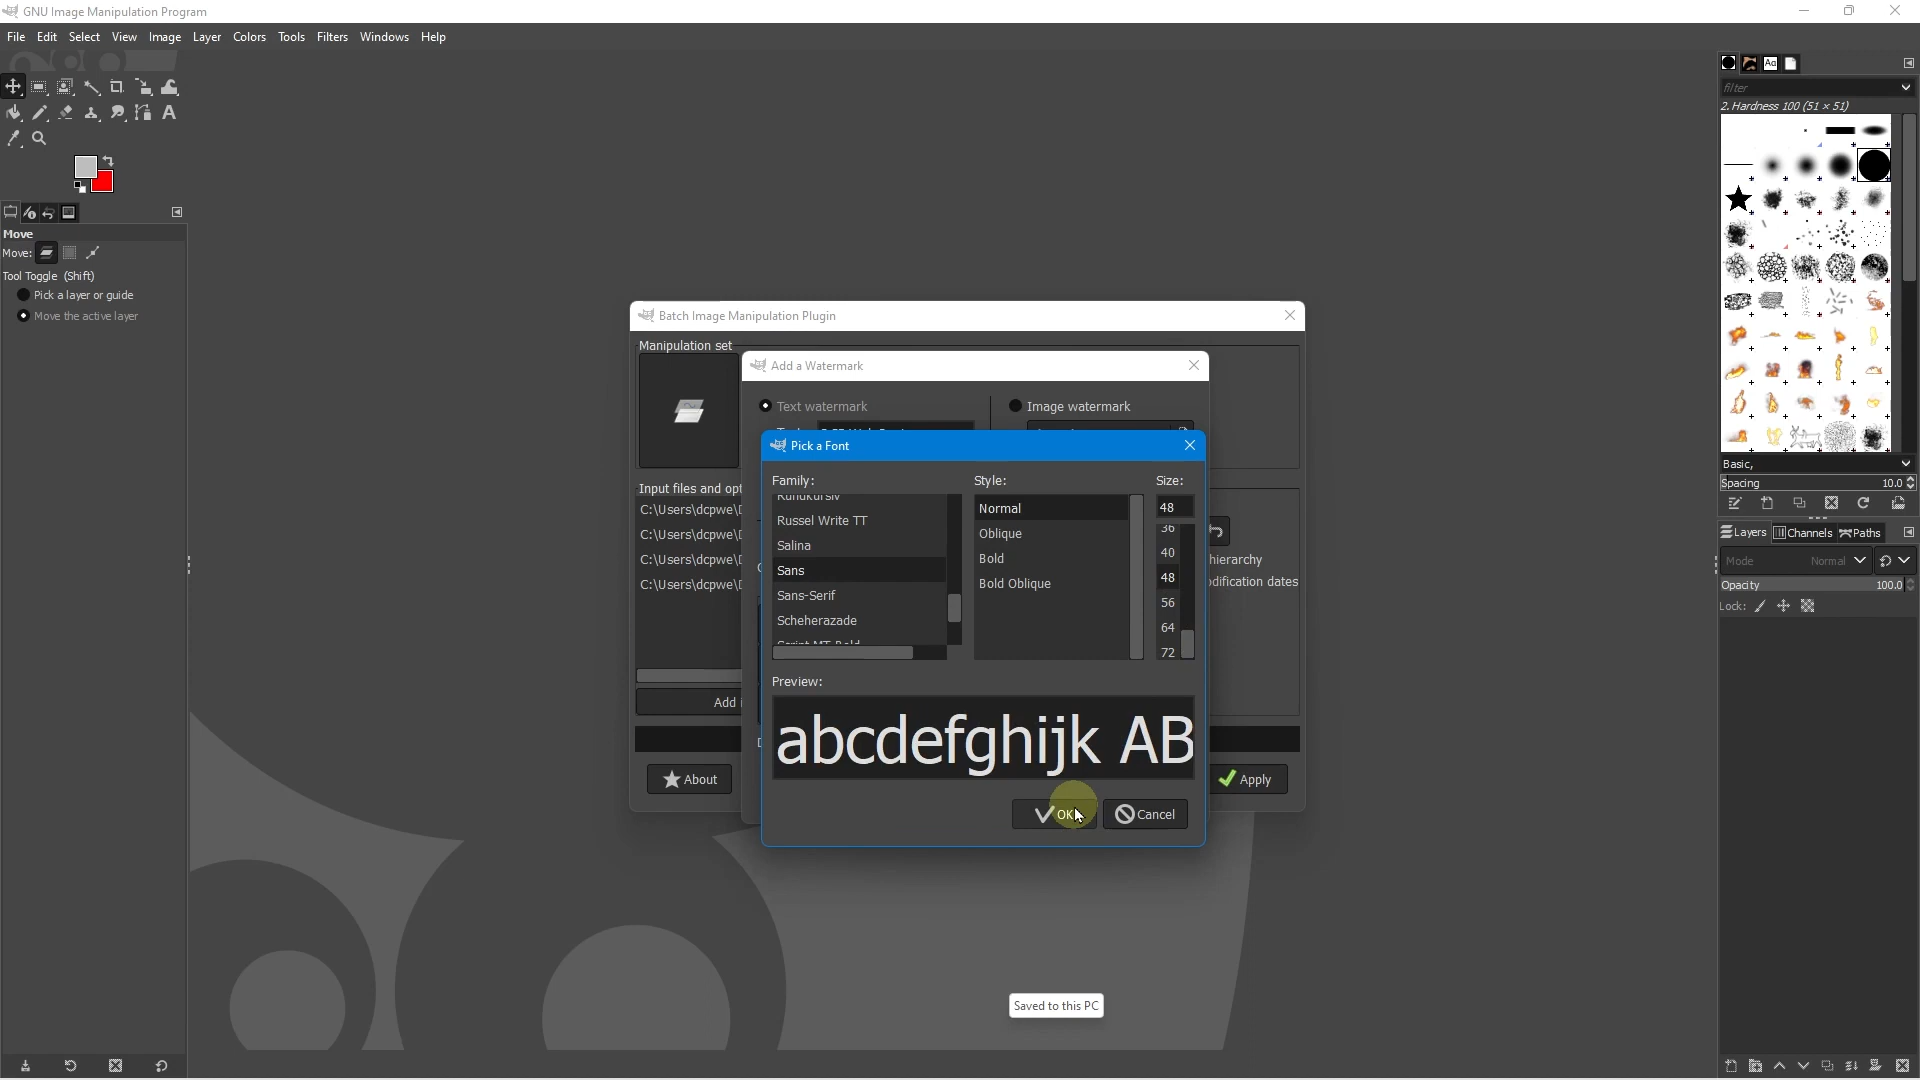 GNU Image Manipulation Program
File Edit Select View Image Layer Colors Tools Filters Windows Help
Move
Move:
Tool Toggle (Shift)
Pick a layer or guide
Move the active layer
Batch Image Manipulation Plugin
Manipulation set
Input files and opt
C:\Users\dcpwe\D
C:\Users\dcpwe\D
C:\Users\dcpwe\D
C:\Users\dcpwe\D
hierarchy
odification dates
Add
About
Apply
Add a Watermark
Text watermark
Image watermark
Pick a Font
Family:
Style:
Size:
Kundkursiv
Russel Write TT
Salina
Sans
Sans-Serif
Scheherazade
Script MT Bold
Normal
Oblique
Bold
Bold Oblique
48
36
40
48
56
64
72
Preview:
abcdefghijk AB
OK
Cancel
Saved to this PC
Aa
filter
2. Hardness 100 (51 × 51)
Basic,
Spacing 10.0
Layers Channels Paths
Mode Normal
Opacity 100.0
Lock: